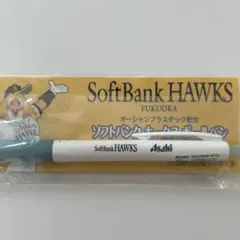 SoftBank HAWKS
FUKUOKA
オーシャンプラスチック配合
ソフトバンクホークスボールペン
SoftBank HAWKS Asahi